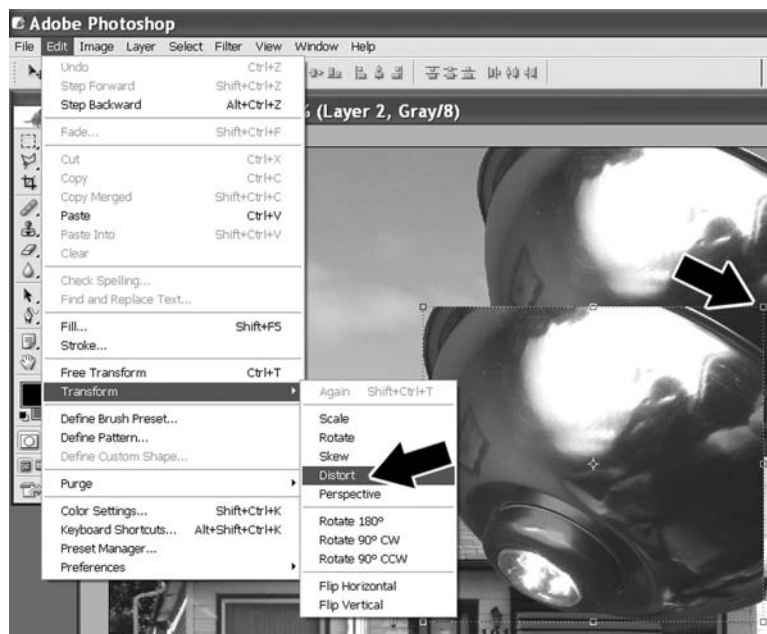 Adobe Photoshop
File Edit Image Layer Select Filter View Window Help
Undo Ctrl+Z
Step Forward Shift+Ctrl+Z
Step Backward Alt+Ctrl+Z
% (Layer 2, Gray/8)
Fade... Shift+Ctrl+F
Cut Ctrl+X
Copy Ctrl+C
Copy Merged Shift+Ctrl+C
Paste Ctrl+V
Paste Into Shift+Ctrl+V
Clear
Check Spelling...
Find and Replace Text...
Fill... Shift+F5
Stroke...
Free Transform Ctrl+T
Transform
Again Shift+Ctrl+T
Scale
Rotate
Skew
Distort
Perspective
Rotate 180º
Rotate 90º CW
Rotate 90º CCW
Flip Horizontal
Flip Vertical
Define Brush Preset...
Define Pattern...
Define Custom Shape...
Purge
Color Settings... Shift+Ctrl+K
Keyboard Shortcuts... Alt+Shift+Ctrl+K
Preset Manager...
Preferences